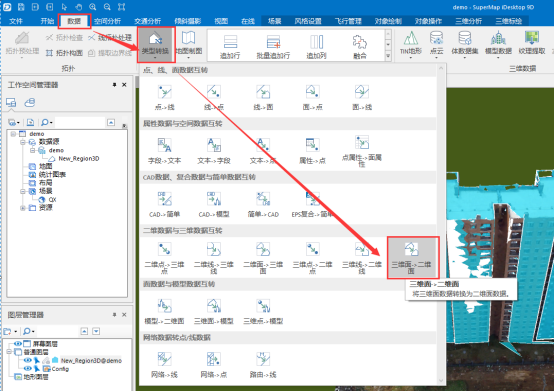 demo - SuperMap iDesktop 9D
文件 开始 数据 空间分析 交通分析 倾斜摄影 视图 在线 场景 风格设置 飞行管理 对象绘制 对象操作 三维分析 三维标绘
拓扑预处理 拓扑检查 线拓扑处理
拓扑构面 提取边界线
类型转换 地图制图
追加行 批量追加行 追加列 融合
TIN地形 点云 体数据集 模型数据 纹理提取
拓扑 三维数据
工作空间管理器
demo
数据源
demo
New_Region3D
地图
统计图表
布局
场景
QX
资源
图层管理器
屏幕图层
普通图层
New_Region3D@demo
Config
地形图层
点、线、面数据互转
点->线 线->点 线->面 面->点 面->线
属性数据与空间数据互转
字段->文本 文本->字段 文本->点 属性->点 点属性->面属性
CAD数据、复合数据与简单数据互转
CAD->简单 CAD->模型 简单->CAD EPS复合->简单
二维数据与三维数据互转
二维点->三维点 二维线->三维线 二维面->三维面 三维点->二维点 三维线->二维线 三维面->二维面
面数据与模型数据互转
模型->二维面 三维面->模型 三维点->模型
网络数据转点/线数据
网络->线 网络->点 路由->线
三维面->二维面
将三维面数据转换为二维面数据。